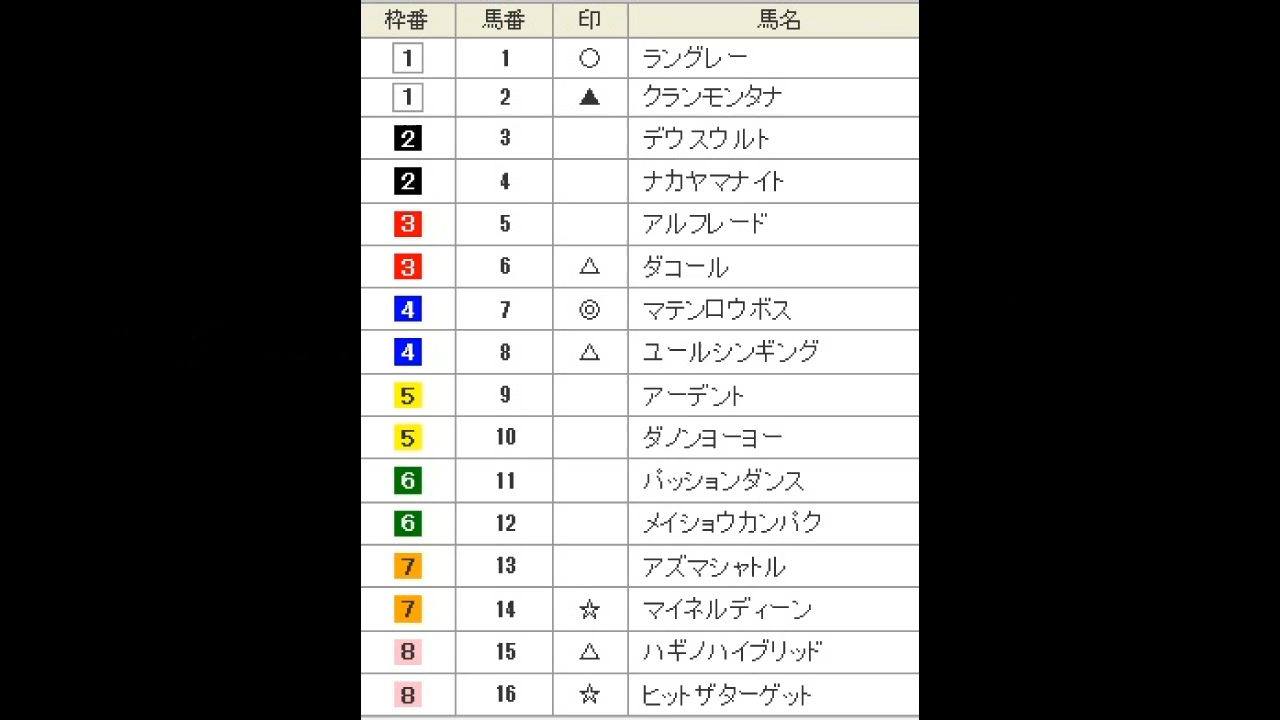 枠番 馬番 印 馬名
1 1 ○ ラングレー
1 2 ▲ クランモンタナ
2 3 デウスウルト
2 4 ナカヤマナイト
3 5 アルフレード
3 6 △ ダコール
4 7 ◎ マテンロウボス
4 8 △ ユールシンギング
5 9 アーデント
5 10 ダノンヨーヨー
6 11 パッションダンス
6 12 メイショウカンパク
7 13 アズマシャトル
7 14 ☆ マイネルディーン
8 15 △ ハギノハイブリッド
8 16 ☆ ヒットザターゲット